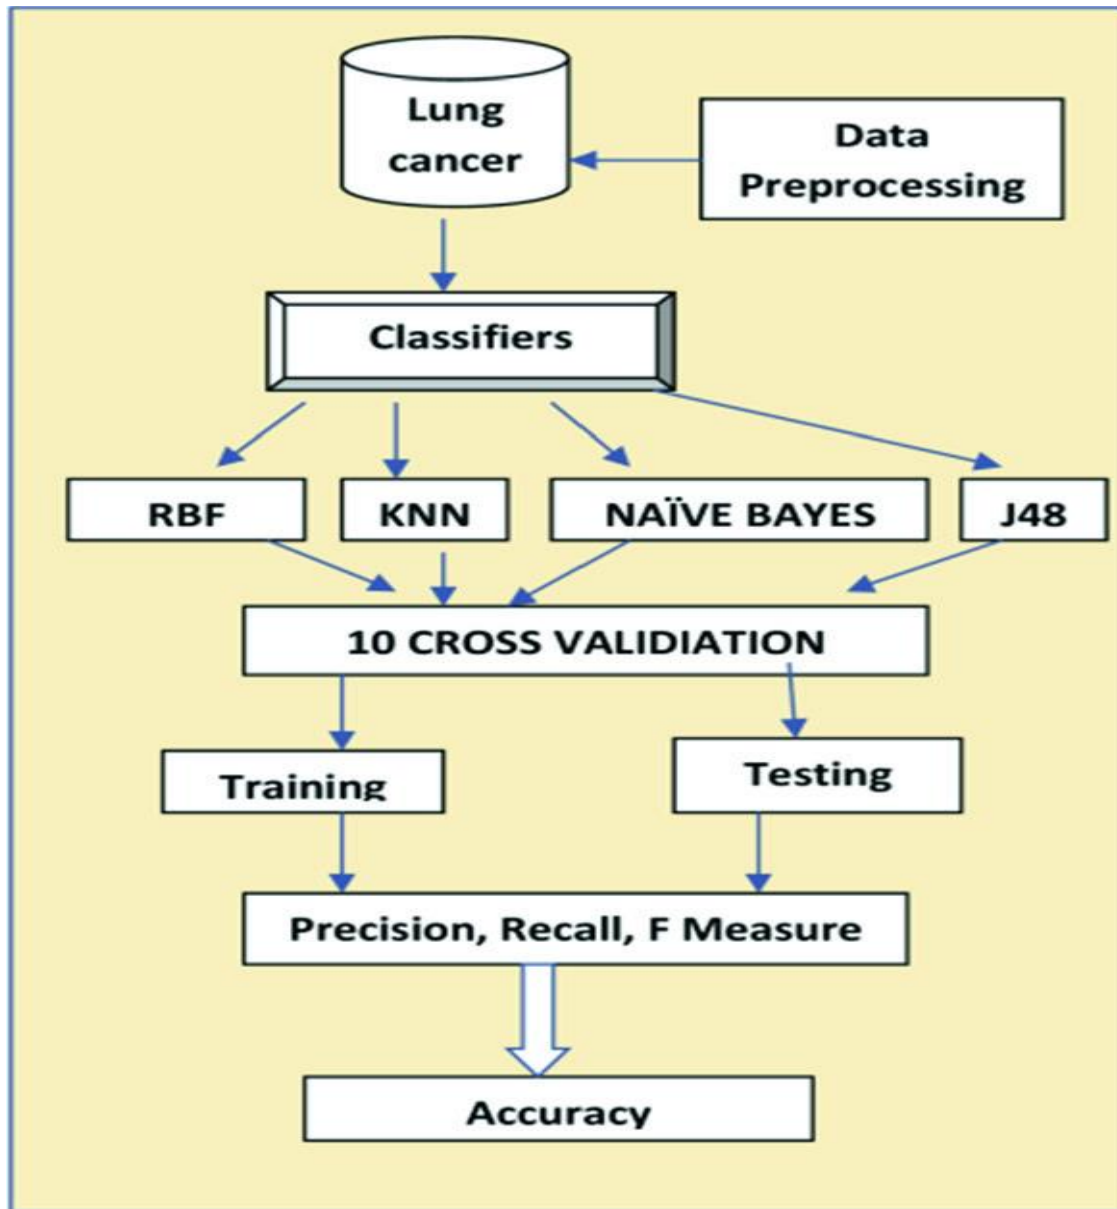 Lung
cancer
Data
Preprocessing
Classifiers
RBF
KNN
NAÏVE BAYES
J48
10 CROSS VALIDIATION
Training
Testing
Precision, Recall, F Measure
Accuracy